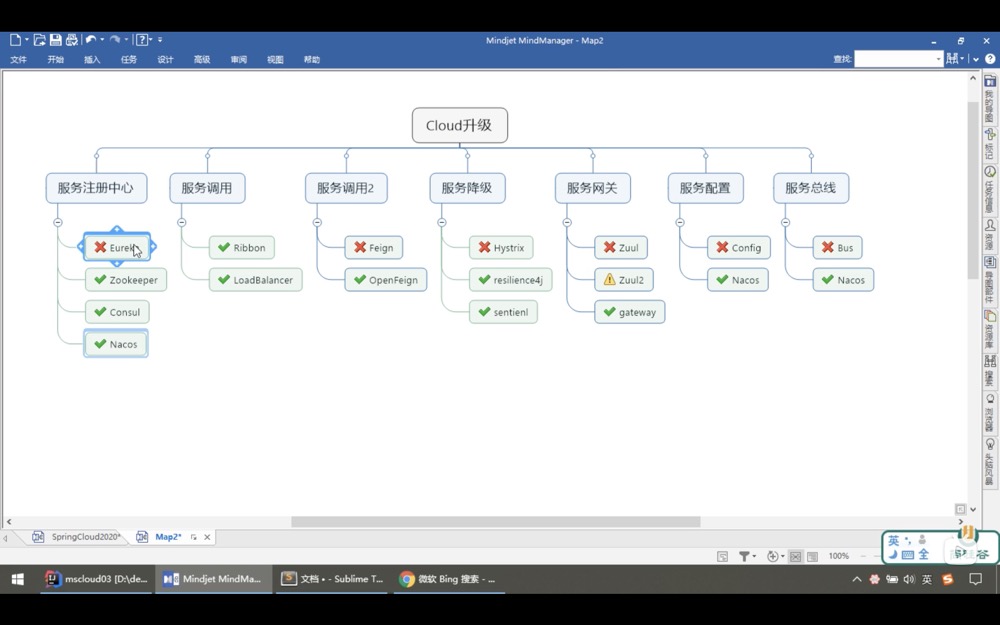 Mindjet MindManager - Map2
文件 开始 插入 任务 设计 高级 审阅 视图 帮助 查找:
Cloud升级
服务注册中心 服务调用 服务调用2 服务降级 服务网关 服务配置 服务总线
Eurek Ribbon Feign Hystrix Zuul Config Bus
Zookeeper LoadBalancer OpenFeign resilience4j Zuul2 Nacos Nacos
Consul sentienl gateway
Nacos
我的导图
标记
任务信息
资源
导图部件
资源库
搜索
浏览器
头脑风暴
SpringCloud2020* Map2*
英
全
100%
mscloud03 [D:\de... Mindjet MindMa... 文档 • - Sublime T... 微软 Bing 搜索 - ... 英